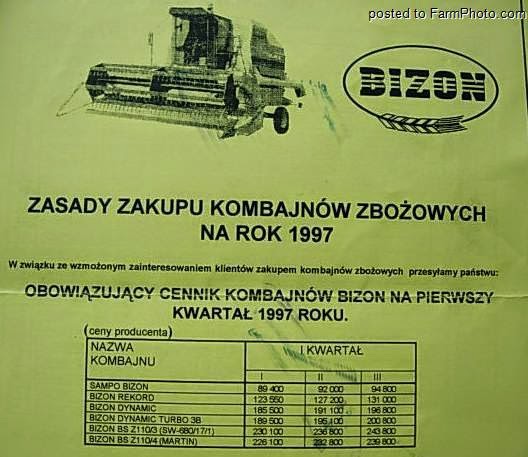 posted to FarmPhoto.com
BIZON
ZASADY ZAKUPU KOMBAJNÓW ZBOŻOWYCH
NA ROK 1997
W związku ze wzmożonym zainteresowaniem klientów zakupem kombajnów zbożowych przesyłamy państwu:
OBOWIĄZUJĄCY CENNIK KOMBAJNÓW BIZON NA PIERWSZY
KWARTAŁ 1997 ROKU.
(ceny producenta)
NAZWA KOMBAJNU I KWARTAŁ
I II III
SAMPO BIZON 89 400 92 000 94 800
BIZON REKORD 123 550 127 200 131 000
BIZON DYNAMIC 185 500 191 100 196 800
BIZON DYNAMIC TURBO 3B 189 500 195 100 200 800
BIZON BS Z110/3 (SW-680/17/1) 230 100 236 800 243 800
BIZON BS Z110/4 (MARTIN) 226 100 232 800 239 800